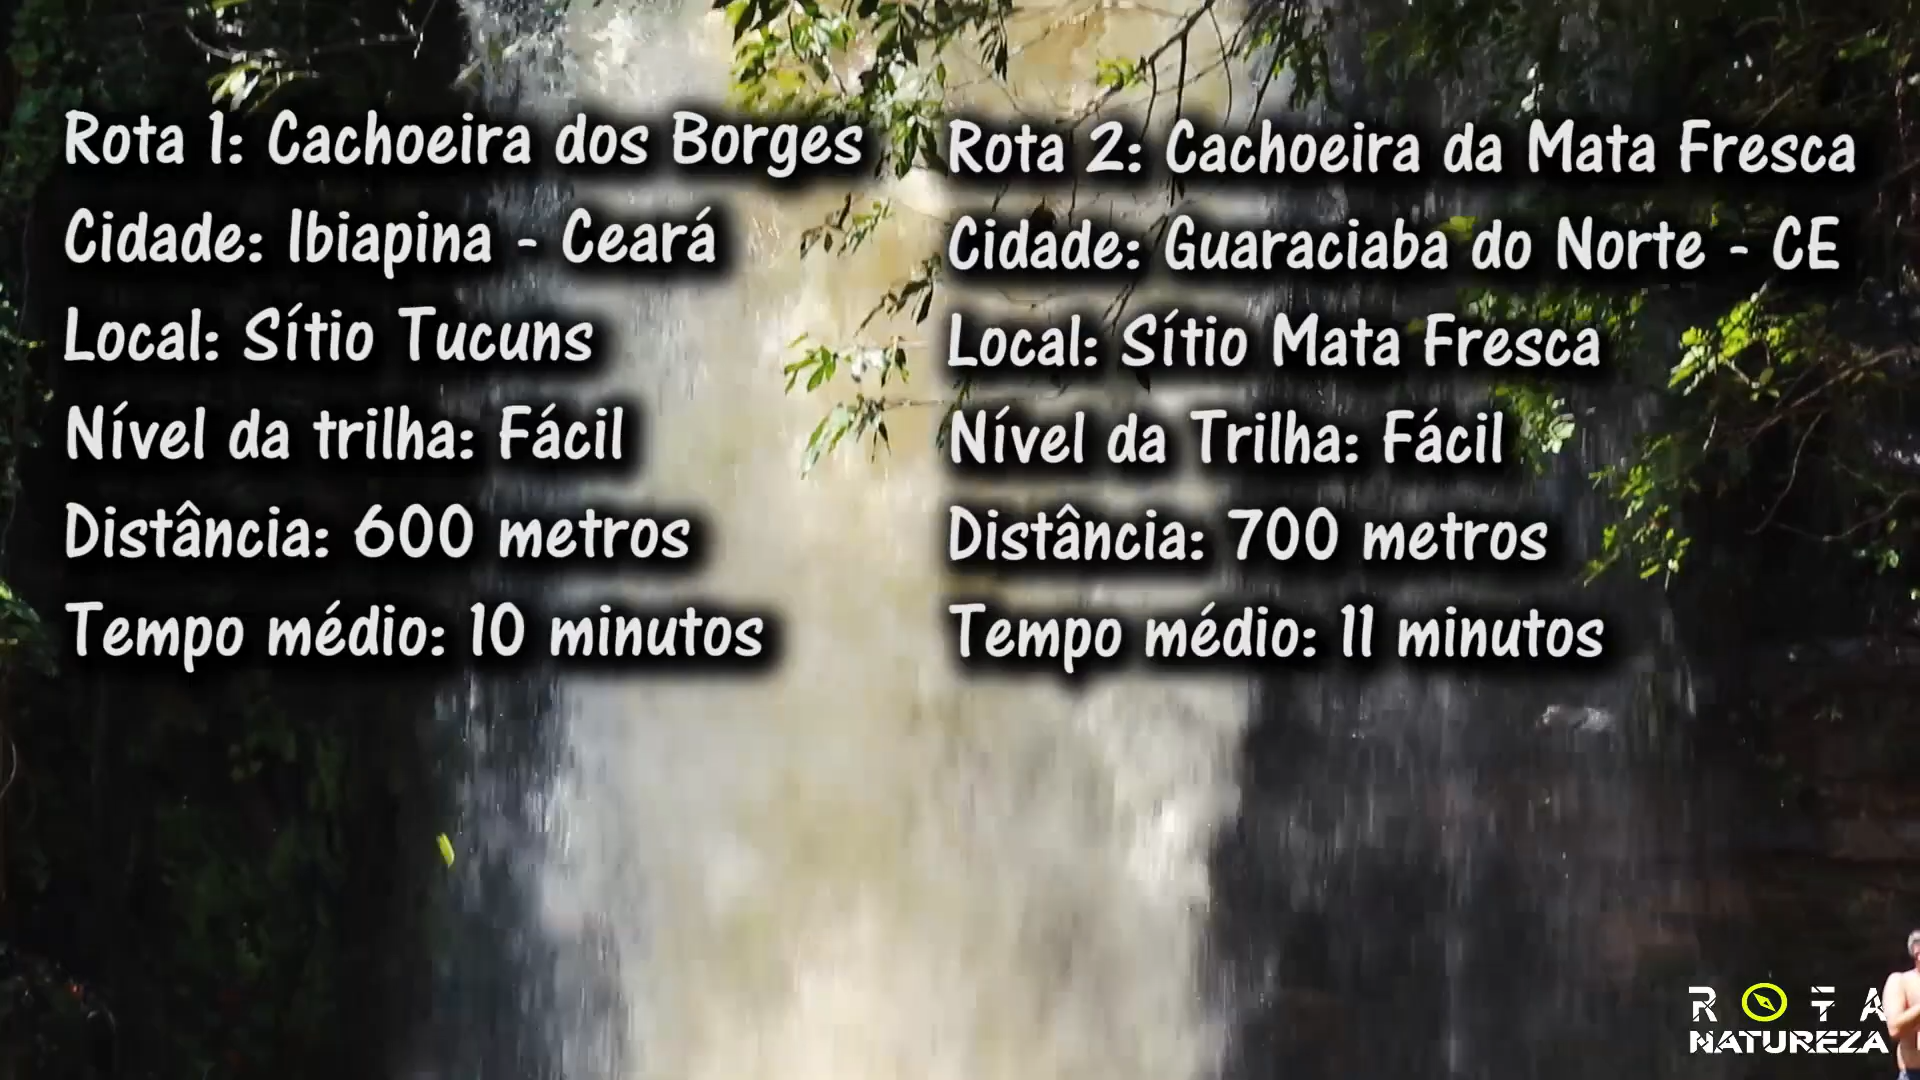 Rota 1: Cachoeira dos Borges
Cidade: Ibiapina - Ceará
Local: Sítio Tucuns
Nível da trilha: Fácil
Distância: 600 metros
Tempo médio: 10 minutos
Rota 2: Cachoeira da Mata Fresca
Cidade: Guaraciaba do Norte - CE
Local: Sítio Mata Fresca
Nível da Trilha: Fácil
Distância: 700 metros
Tempo médio: 11 minutos
ROTA
NATUREZA